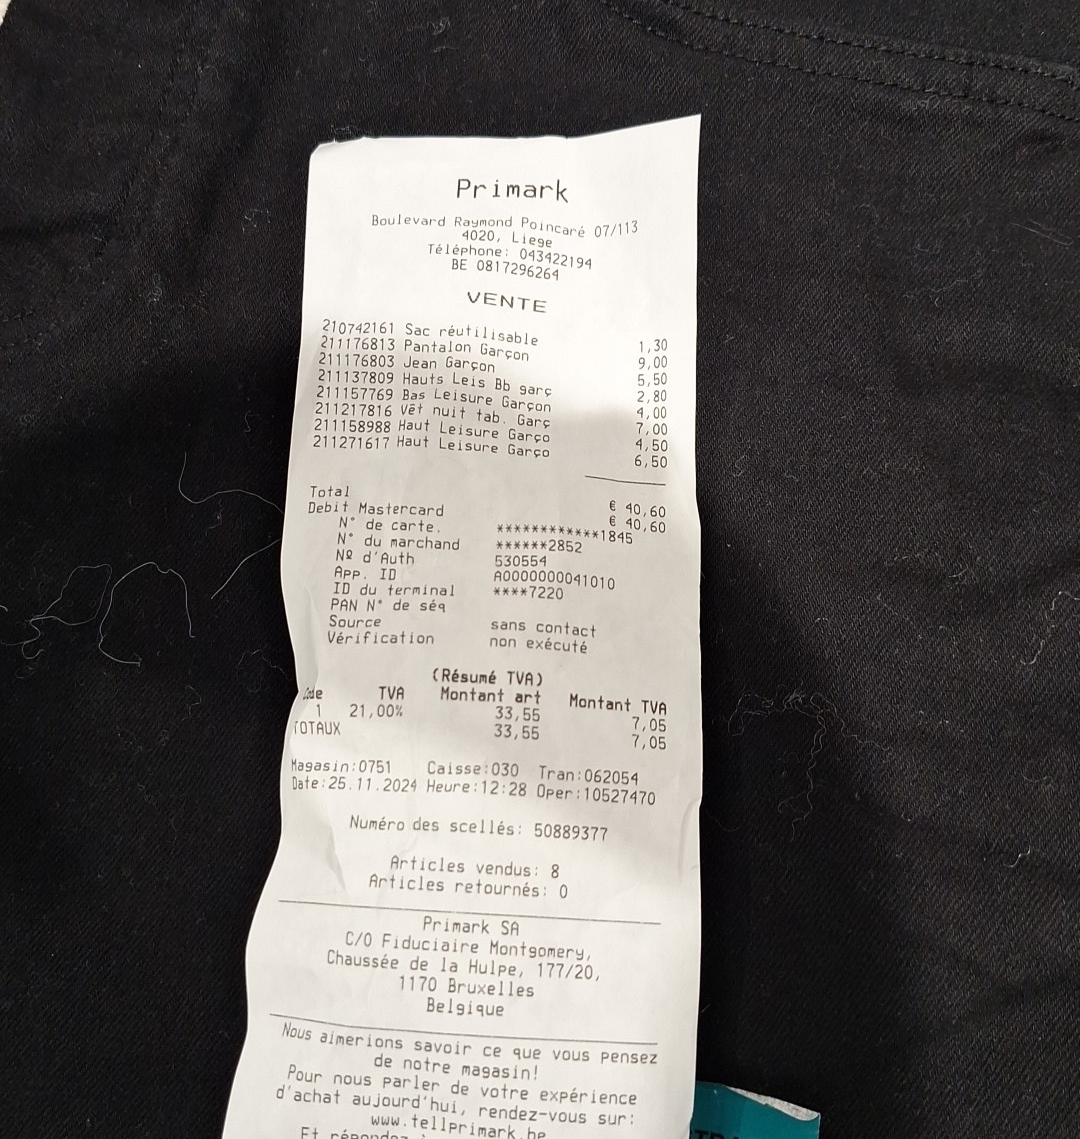 Primark
Boulevard Raymond Poincaré 07/113
4020, Liege
Téléphone: 043422194
BE 0817296264
VENTE
210742161 Sac réutilisable 1,30
211176813 Pantalon Garçon 9,00
211176803 Jean Garçon 5,50
211137809 Hauts Leis Bb garç 2,80
211157769 Bas Leisure Garçon 4,00
211217816 Vêt nuit tab. Garç 7,00
211158988 Haut Leisure Garço 4,50
211271617 Haut Leisure Garço 6,50
Total € 40,60
Debit Mastercard € 40,60
N° de carte. ************1845
N° du marchand ******2852
Nº d'Auth 530554
App. ID A0000000041010
ID du terminal ****7220
PAN N° de séq
Source sans contact
Vérification non exécuté
(Résumé TVA)
Code TVA Montant art Montant TVA
1 21,00% 33,55 7,05
TOTAUX 33,55 7,05
Magasin:0751 Caisse:030 Tran:062054
Date:25.11.2024 Heure:12:28 Oper:10527470
Numéro des scellés: 50889377
Articles vendus: 8
Articles retournés: 0
Primark SA
C/O Fiduciaire Montgomery,
Chaussée de la Hulpe, 177/20,
1170 Bruxelles
Belgique
Nous aimerions savoir ce que vous pensez
de notre magasin!
Pour nous parler de votre expérience
d'achat aujourd'hui, rendez-vous sur:
www.tellprimark.be
Et répondez à